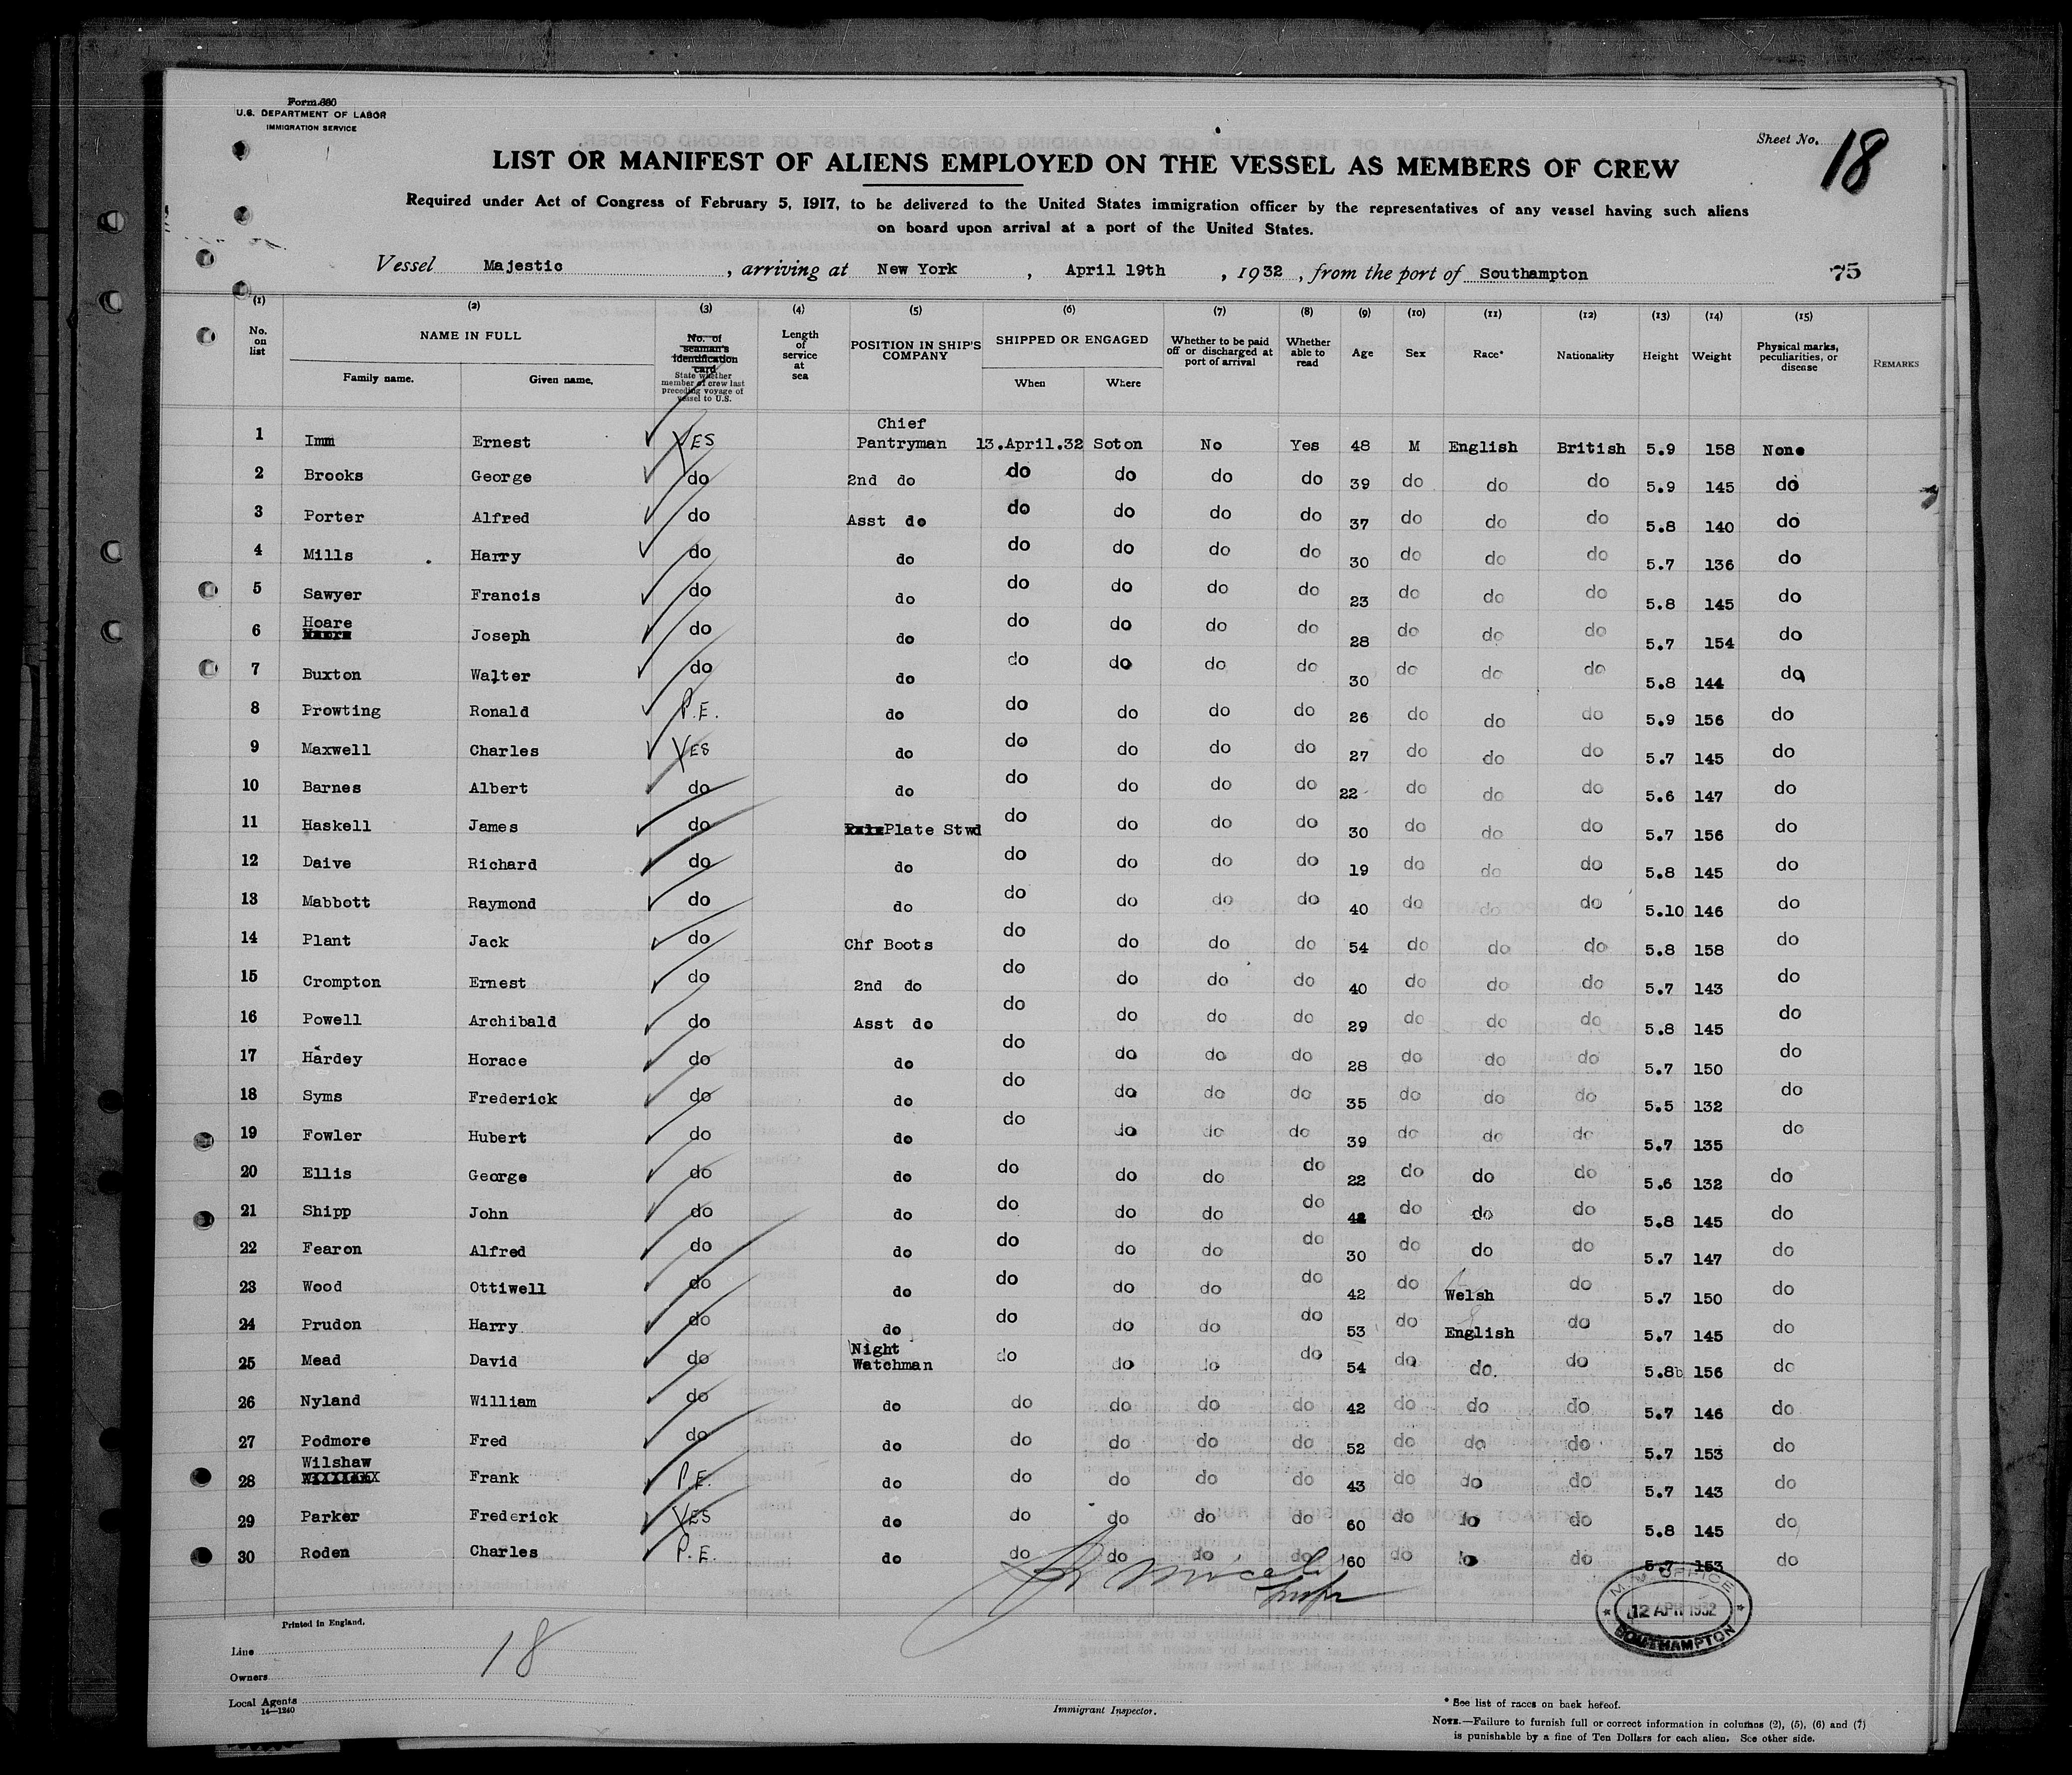 Form 680
U.S. DEPARTMENT OF LABOR
IMMIGRATION SERVICE
Sheet No. 18
LIST OR MANIFEST OF ALIENS EMPLOYED ON THE VESSEL AS MEMBERS OF CREW
Required under Act of Congress of February 5, 1917, to be delivered to the United States immigration officer by the representatives of any vessel having such aliens
on board upon arrival at a port of the United States.
Vessel Majestic, arriving at New York, April 19th, 1932, from the port of Southampton 75
(1) (2) (3) (4) (5) (6) (7) (8) (9) (10) (11) (12) (13) (14) (15)
No. on list NAME IN FULL Family name. Given name. No. of seaman's identification card State whether member of crew last preceding voyage of vessel to U.S. Length of service at sea POSITION IN SHIP'S COMPANY SHIPPED OR ENGAGED When Where Whether to be paid off or discharged at port of arrival Whether able to read Age Sex Race* Nationality Height Weight Physical marks, peculiarities, or disease REMARKS
1 Imm Ernest YES Chief Pantryman 13.April.32 Soton No Yes 48 M English British 5.9 158 None
2 Brooks George do 2nd do do do do do 39 do do do 5.9 145 do
3 Porter Alfred do Asst do do do do do 37 do do do 5.8 140 do
4 Mills Harry do do do do do do 30 do do do 5.7 136 do
5 Sawyer Francis do do do do do do 23 do do do 5.8 145 do
6 Hoare Joseph do do do do do do 28 do do do 5.7 154 do
7 Buxton Walter do do do do do do 30 do do do 5.8 144 do
8 Prowting Ronald P.E. do do do do do 26 do do do 5.9 156 do
9 Maxwell Charles YES do do do do do 27 do do do 5.7 145 do
10 Barnes Albert do do do do do do 22 do do do 5.6 147 do
11 Haskell James do Plate Stwd do do do do 30 do do do 5.7 156 do
12 Daive Richard do do do do do do 19 do do do 5.8 145 do
13 Mabbott Raymond do do do do do do 40 do do do 5.10 146 do
14 Plant Jack do Chf Boots do do do do 54 do do do 5.8 158 do
15 Crompton Ernest do 2nd do do do do do 40 do do do 5.7 143 do
16 Powell Archibald do Asst do do do do do 29 do do do 5.8 145 do
17 Hardey Horace do do do do do do 28 do do do 5.7 150 do
18 Syms Frederick do do do do do do 35 do do do 5.5 132 do
19 Fowler Hubert do do do do do do 39 do do do 5.7 135 do
20 Ellis George do do do do do do 22 do do do 5.6 132 do
21 Shipp John do do do do do do do do do 5.8 145 do
22 Fearon Alfred do do do do do do 30 do do do 5.7 147 do
23 Wood Ottiwell do do do do do do 42 do Welsh do 5.7 150 do
24 Prudon Harry do do do do do do 53 do English do 5.7 145 do
25 Mead David do Night Watchman do do do do 54 do do. do 5.8 156 do
26 Nyland William do do do do do do 42 do do do 5.7 146 do
27 Podmore Fred do do do do do do 52 do do do 5.7 153 do
28 Wilshaw Frank P.E. do do do do do 43 do do do 5.7 143 do
29 Parker Frederick YES do do do do do 60 do do do 5.8 145 do
30 Roden Charles P.E. do do do do do 60 do do do 5.7 153 do
M.M. OFFICE
12 APR 1932
SOUTHAMPTON
Printed in England.
Line
18
Owners
Local Agents
14—1240
Immigrant Inspector.
* See list of races on back hereof.
NOTE.—Failure to furnish full or correct information in columns (2), (5), (6) and (7)
is punishable by a fine of Ten Dollars for each alien. See other side.